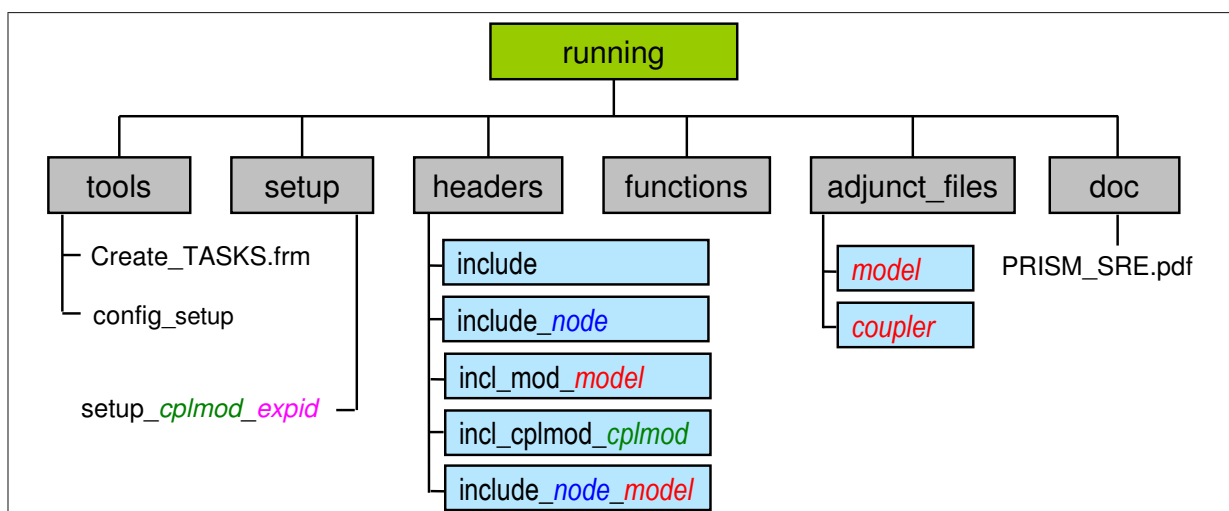 running
tools
setup
headers
functions
adjunct_files
doc
Create_TASKS.frm
config_setup
setup_cplmod_expid
include
include_node
incl_mod_model
incl_cplmod_cplmod
include_node_model
model
coupler
PRISM_SRE.pdf